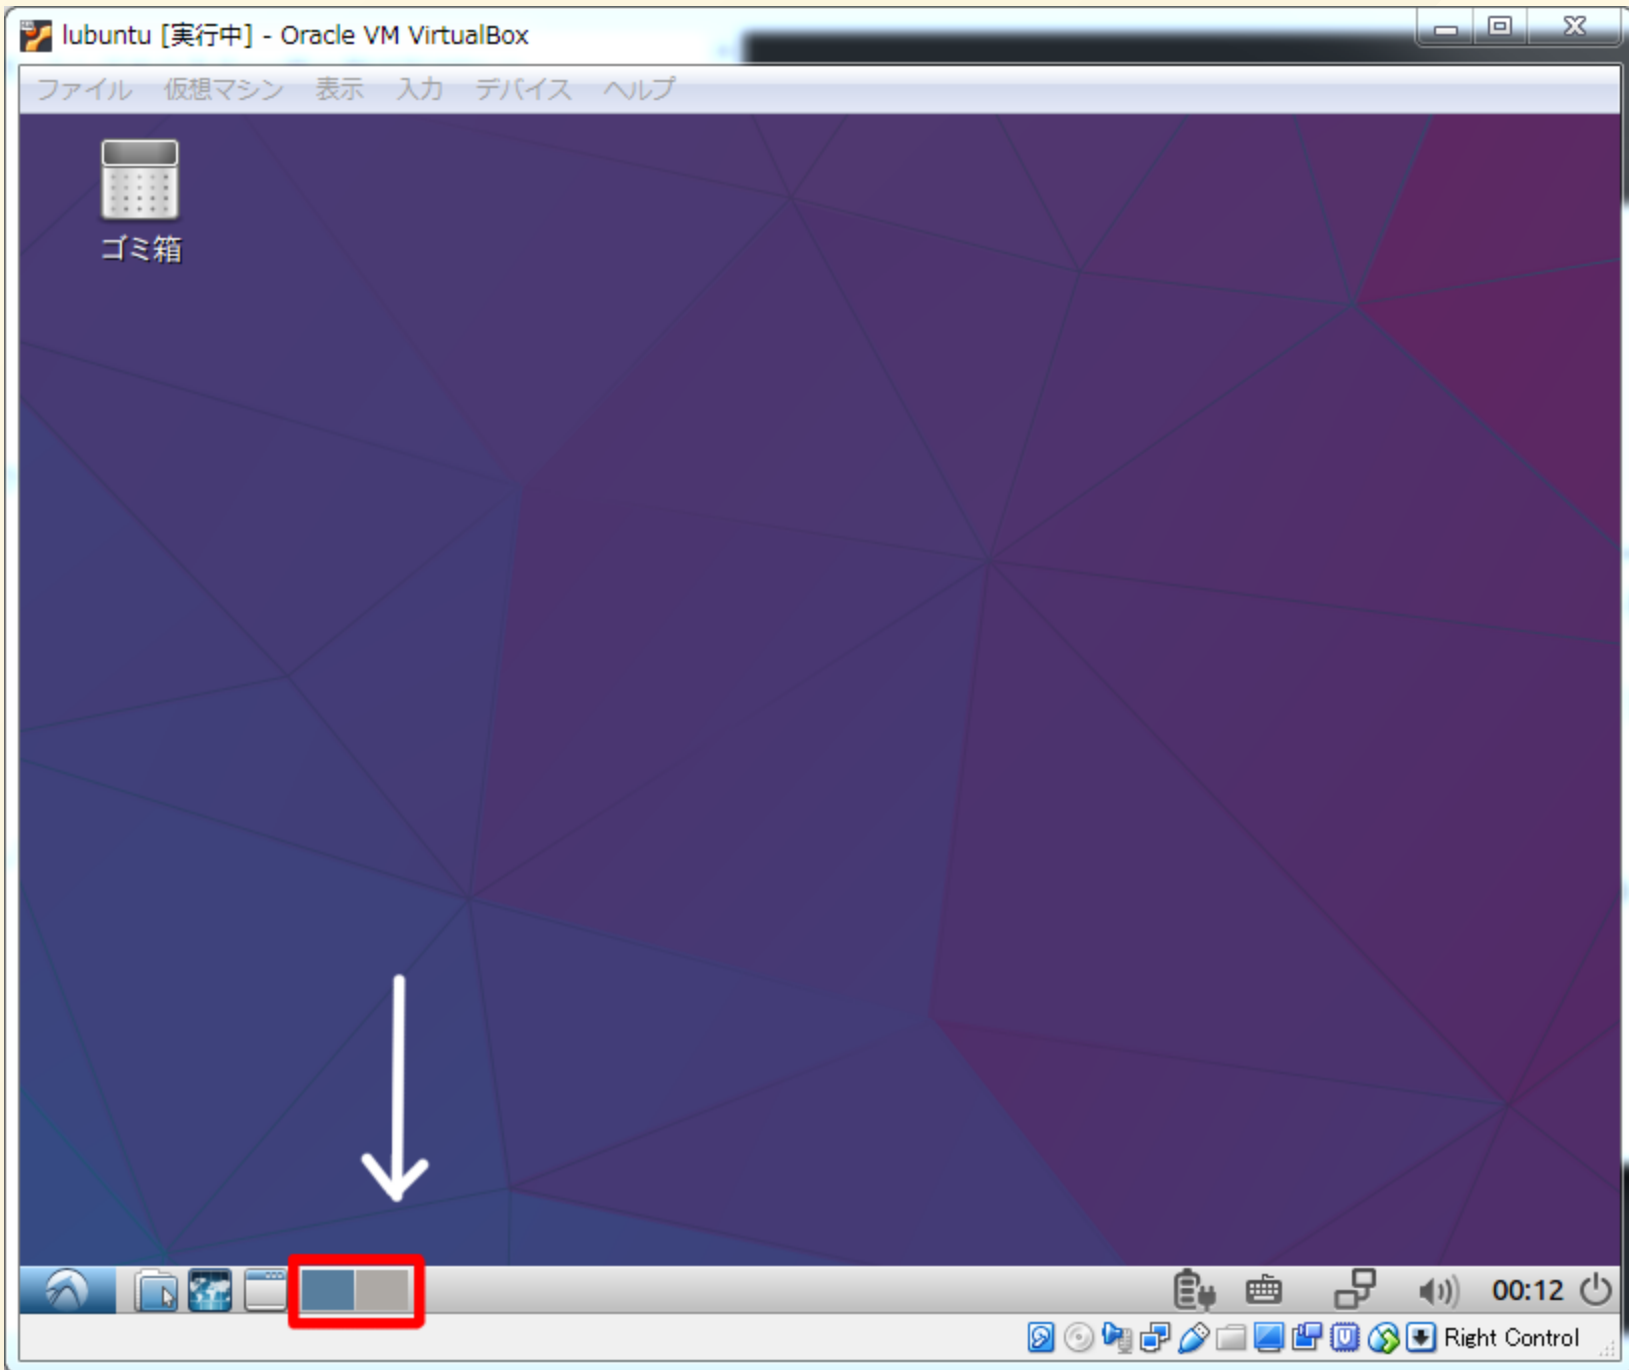 lubuntu [実行中] - Oracle VM VirtualBox
ファイル 仮想マシン 表示 入力 デバイス ヘルプ
ゴミ箱
00:12
Right Control